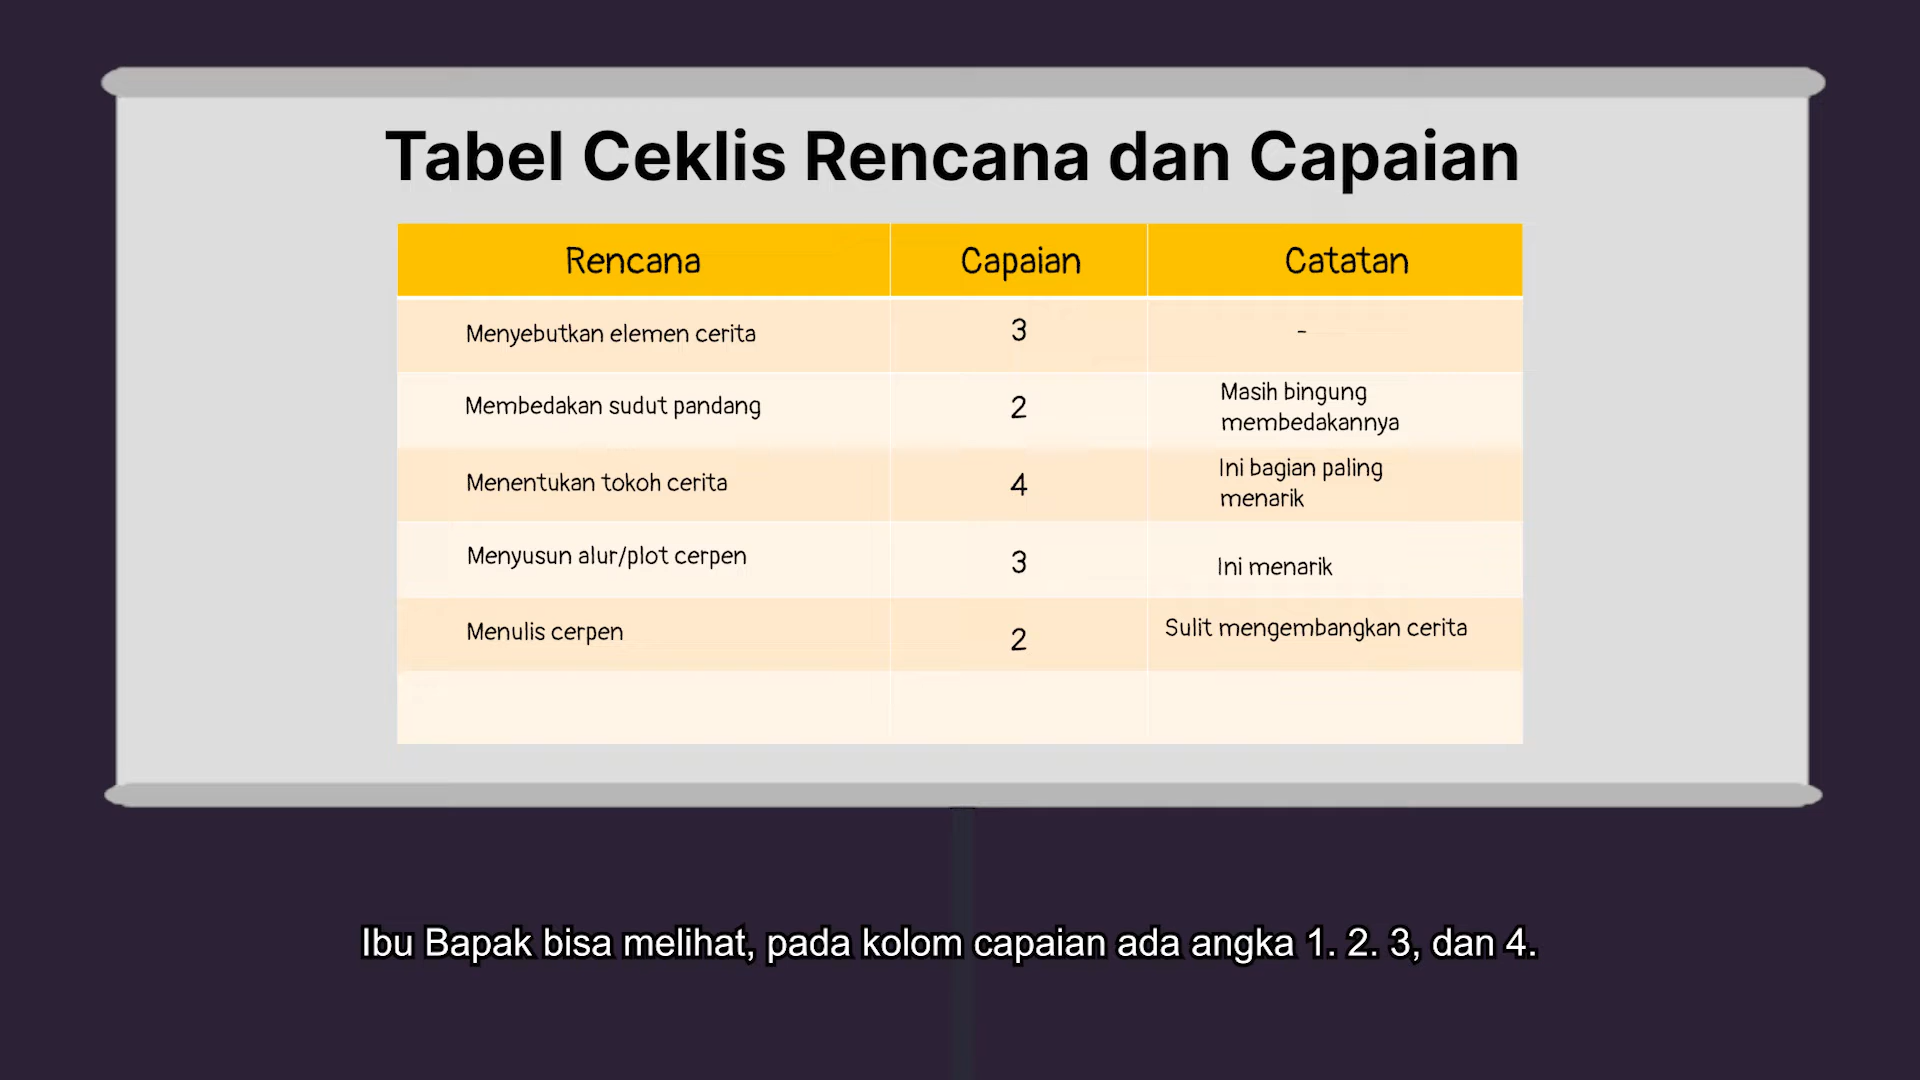 Tabel Ceklis Rencana dan Capaian
Rencana
Capaian
Catatan
Menyebutkan elemen cerita
3
-
Membedakan sudut pandang
2
Masih bingung
membedakannya
Menentukan tokoh cerita
4
Ini bagian paling
menarik
Menyusun alur/plot cerpen
3
Ini menarik
Menulis cerpen
2
Sulit mengembangkan cerita
Ibu Bapak bisa melihat, pada kolom capaian ada angka 1. 2. 3, dan 4.